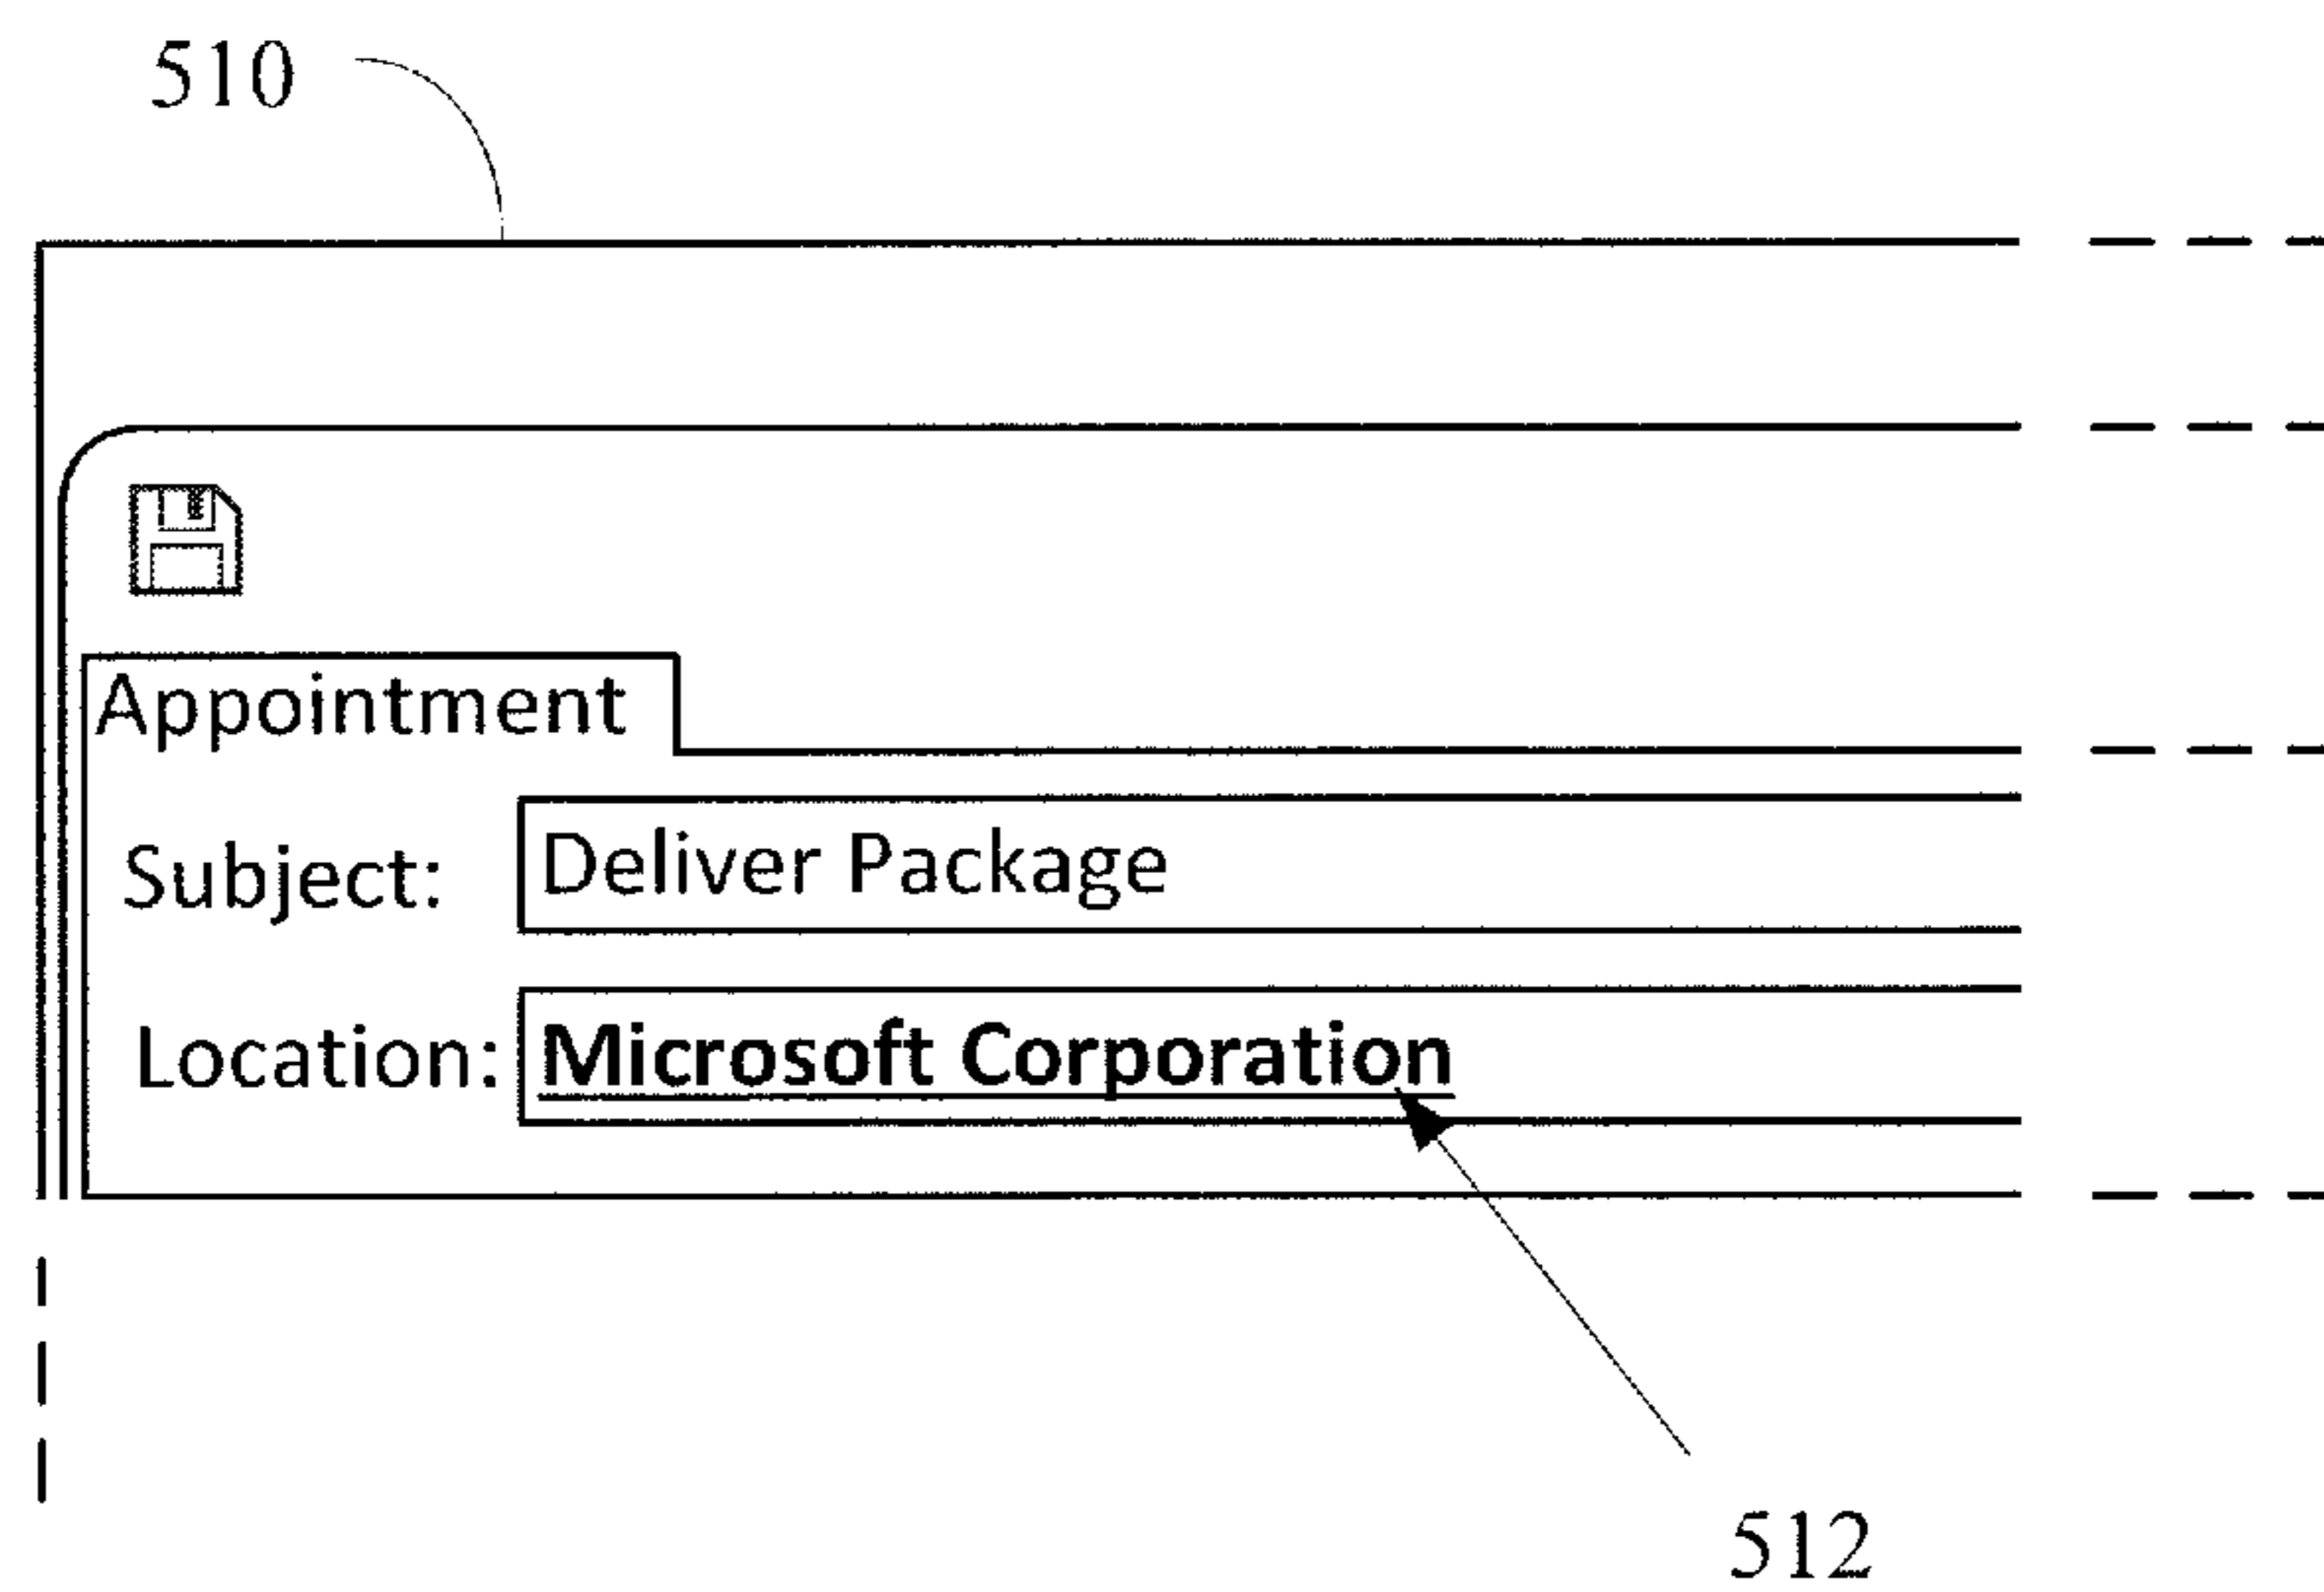 510
Appointment
Subject: Deliver Package
Location: Microsoft Corporation
512